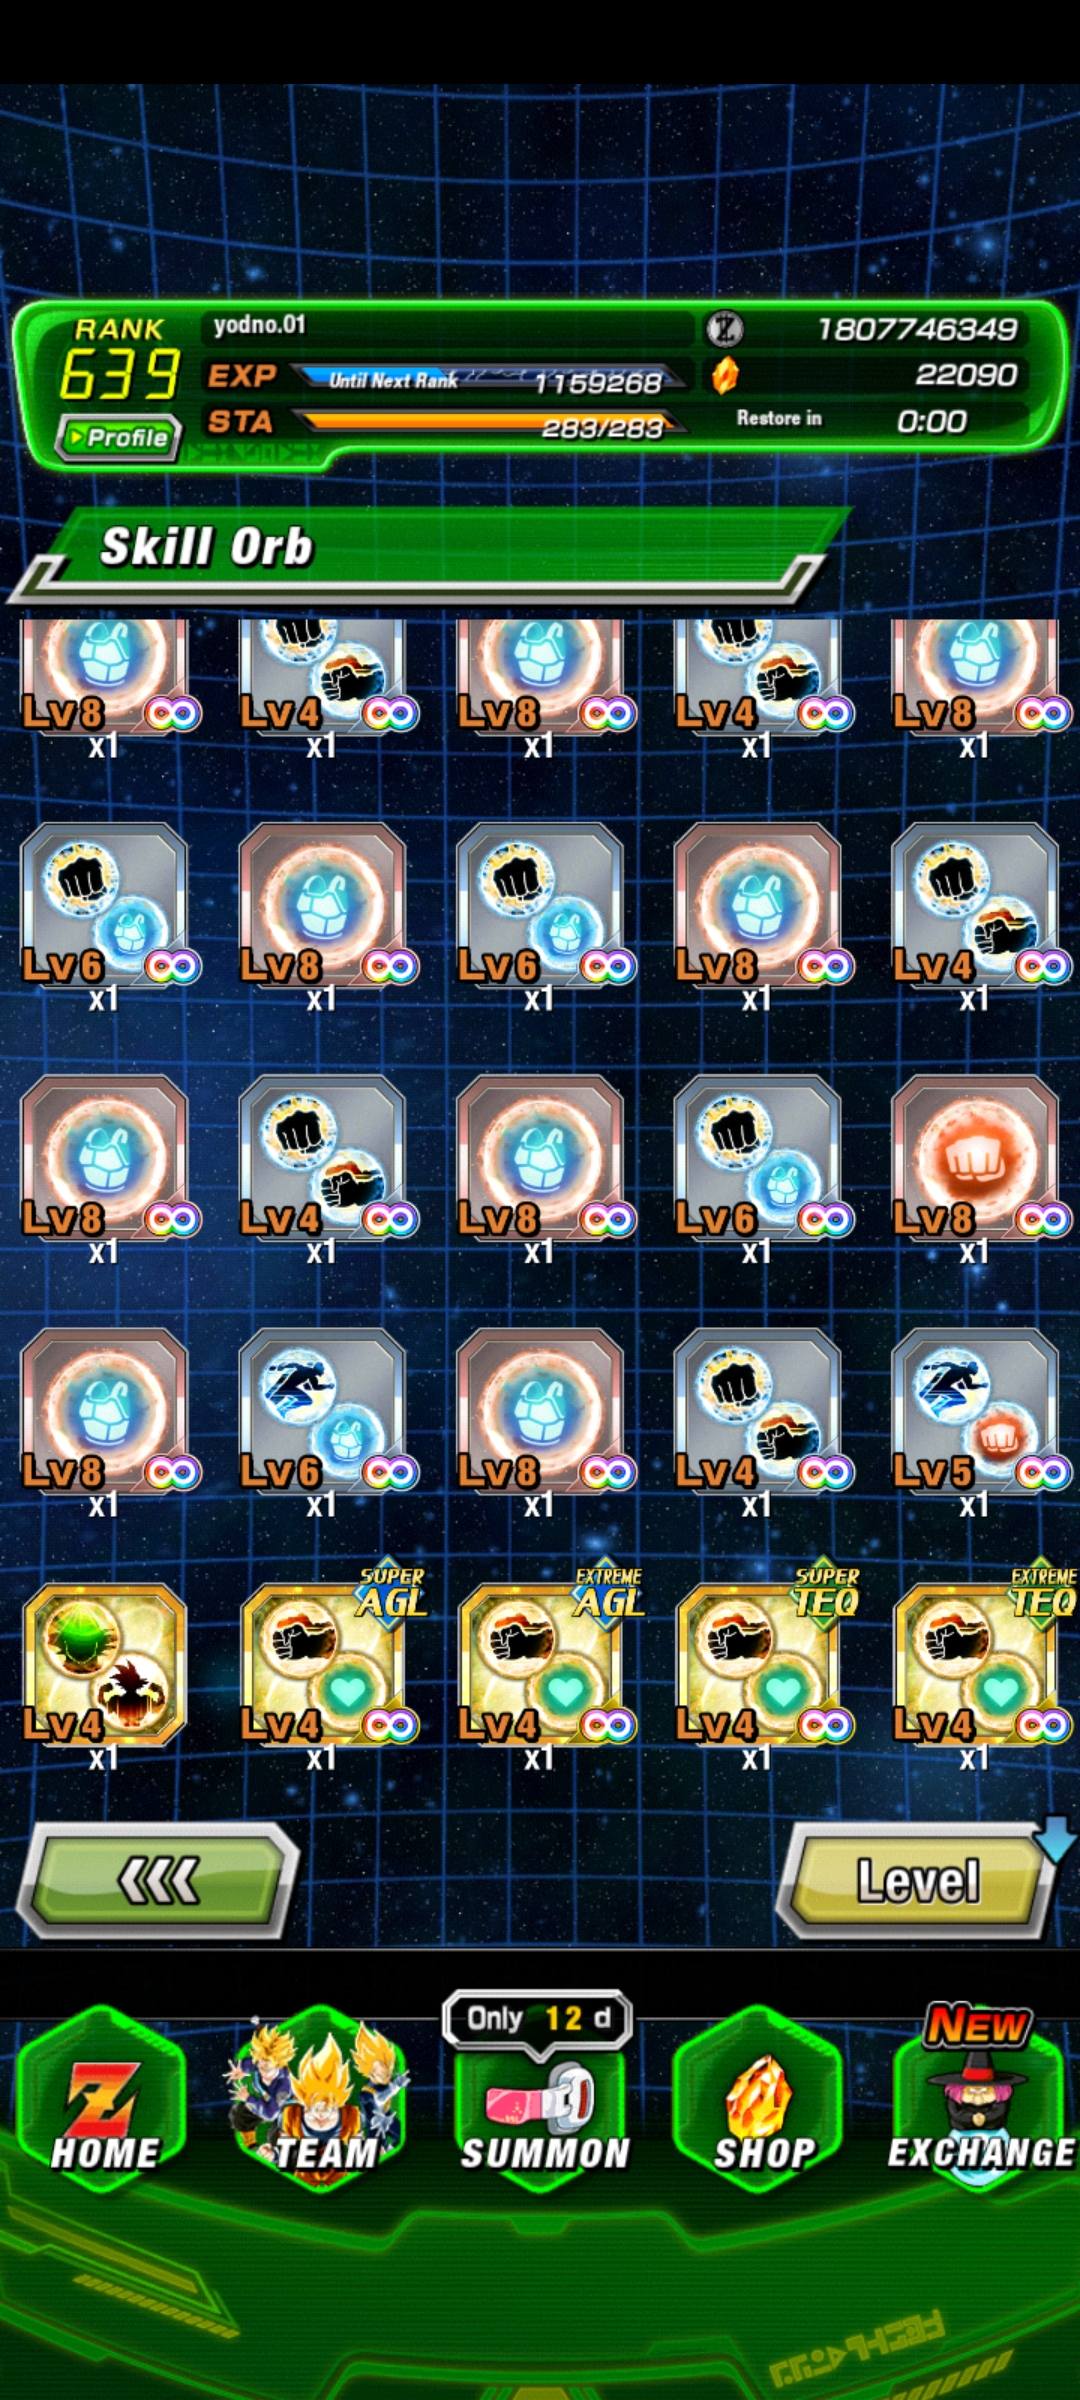 RANK
639
yodno.01
1807746349
EXP
Until Next Rank
1159268
22090
Profile
STA
283/283
Restore in
0:00
Skill Orb
Lv8 Lv4 Lv8 Lv4 Lv8
x1 x1 x1 x1 x1
Lv6 Lv8 Lv6 Lv8 Lv4
x1 x1 x1 x1 x1
Lv8 Lv4 Lv8 Lv6 Lv8
x1 x1 x1 x1 x1
Lv8 Lv6 Lv8 Lv4 Lv5
x1 x1 x1 x1 x1
SUPER AGL
EXTREME AGL
SUPER TEQ
EXTREME TEQ
Lv4 Lv4 Lv4 Lv4 Lv4
x1 x1 x1 x1 x1
Level
Only 12 d
NEW
HOME
TEAM
SUMMON
SHOP
EXCHANGE